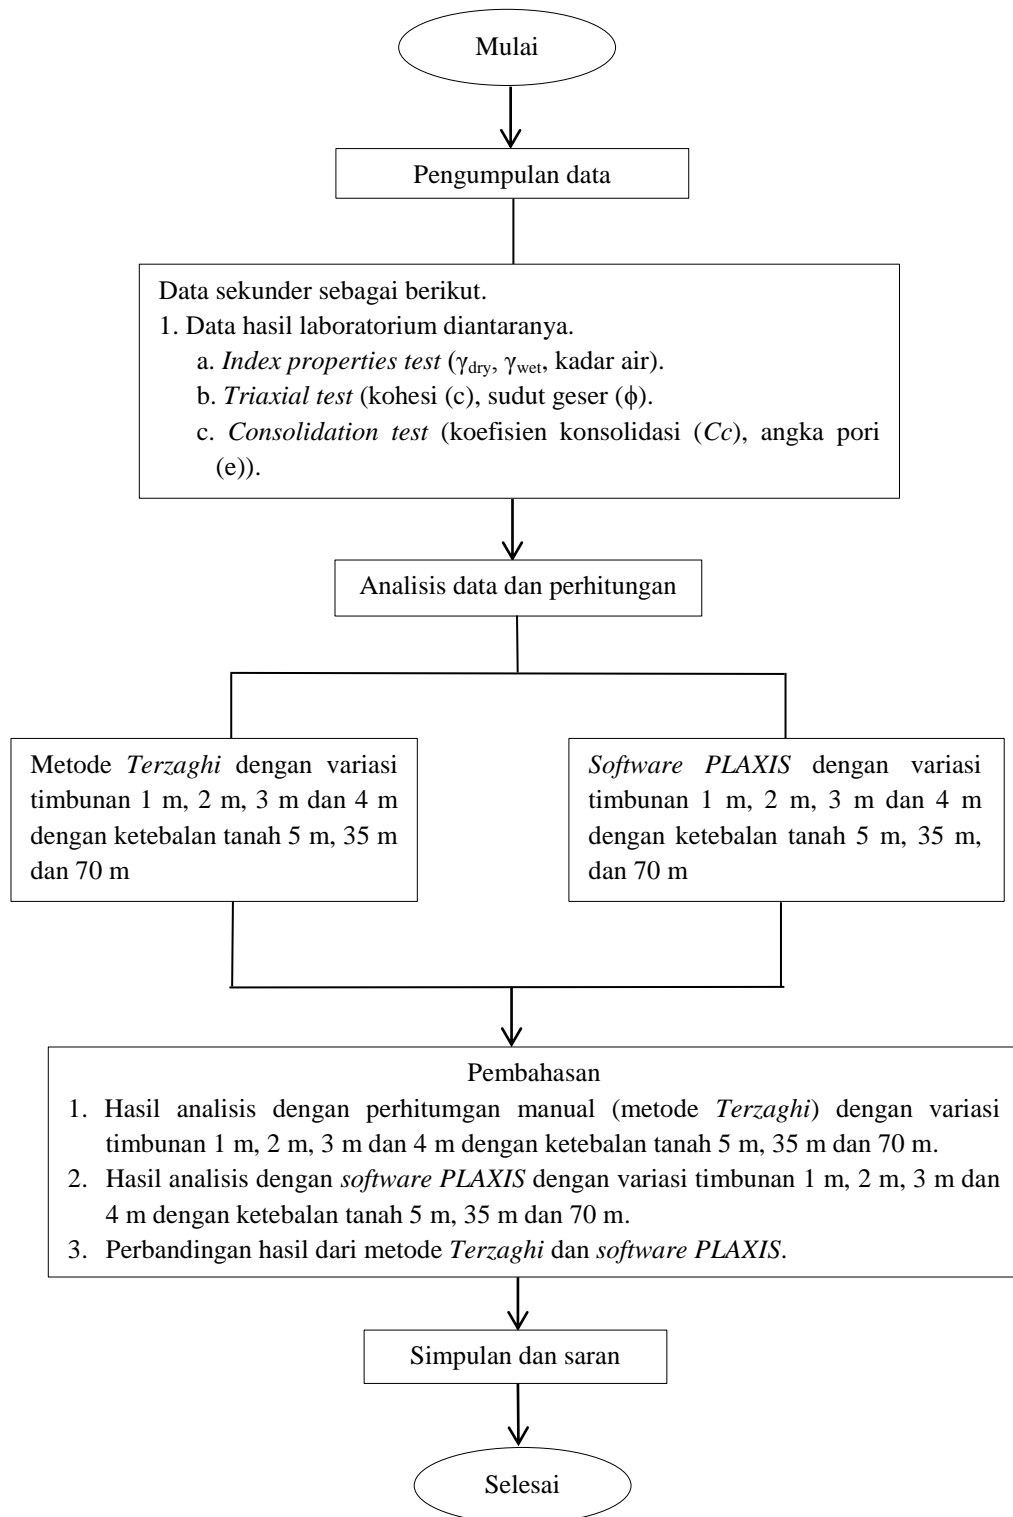 Mulai
Pengumpulan data
Data sekunder sebagai berikut.
1. Data hasil laboratorium diantaranya.
a. Index properties test (γdry, γwet, kadar air).
b. Triaxial test (kohesi (c), sudut geser (ϕ).
c. Consolidation test (koefisien konsolidasi (Cc), angka pori
(e)).
Analisis data dan perhitungan
Metode Terzaghi dengan variasi
timbunan 1 m, 2 m, 3 m dan 4 m
dengan ketebalan tanah 5 m, 35 m
dan 70 m
Software PLAXIS dengan variasi
timbunan 1 m, 2 m, 3 m dan 4 m
dengan ketebalan tanah 5 m, 35 m,
dan 70 m
Pembahasan
1. Hasil analisis dengan perhitumgan manual (metode Terzaghi) dengan variasi
timbunan 1 m, 2 m, 3 m dan 4 m dengan ketebalan tanah 5 m, 35 m dan 70 m.
2. Hasil analisis dengan software PLAXIS dengan variasi timbunan 1 m, 2 m, 3 m dan
4 m dengan ketebalan tanah 5 m, 35 m dan 70 m.
3. Perbandingan hasil dari metode Terzaghi dan software PLAXIS.
Simpulan dan saran
Selesai